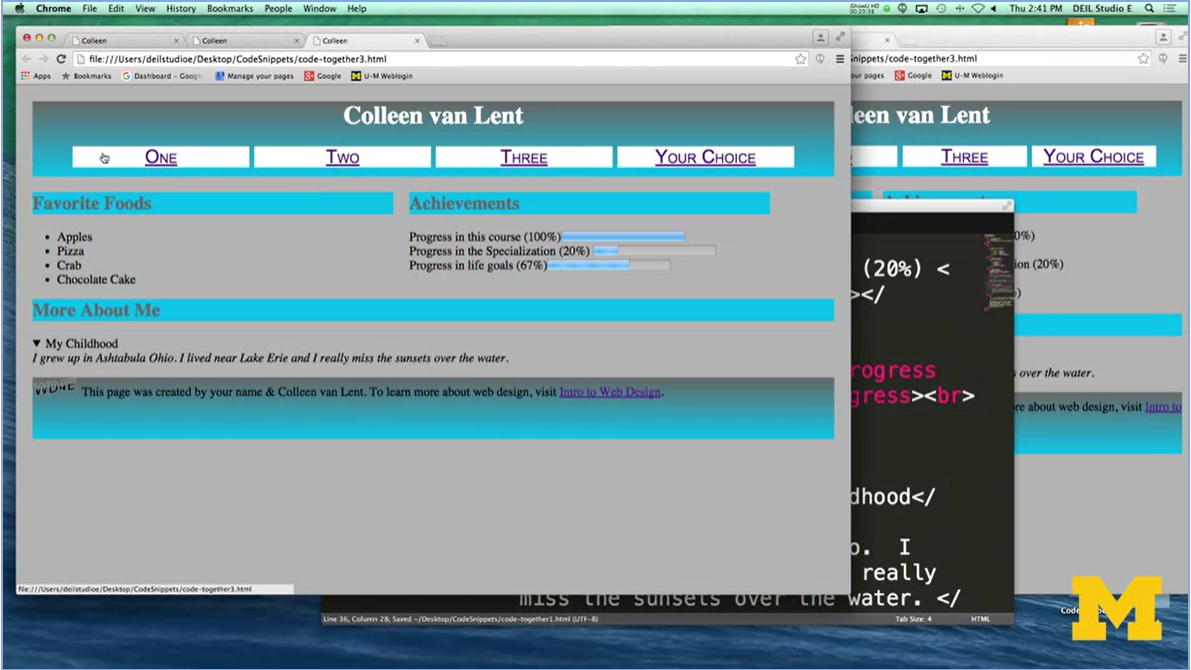 Chrome File Edit View History Bookmarks People Window Help
Thu 2:41 PM DEIL Studio E
Colleen
Colleen
Colleen
file:///Users/deilstudioe/Desktop/CodeSnippets/code-together3.html
nippets/code-together3.html
Apps Bookmarks Dashboard - Googl Manage your pages Google U-M Weblogin
our pages Google U-M Weblogin
Colleen van Lent
leen van Lent
One Two Three Your Choice
Three Your Choice
Favorite Foods
Apples
Pizza
Crab
Chocolate Cake
Achievements
Progress in this course (100%)
Progress in the Specialization (20%)
Progress in life goals (67%)
0%)
ion (20%)
(20%) <
></
rogress
gress><br>
More About Me
▼ My Childhood
I grew up in Ashtabula Ohio. I lived near Lake Erie and I really miss the sunsets over the water.
s over the water.
WD4E This page was created by your name & Colleen van Lent. To learn more about web design, visit Intro to Web Design.
re about web design, visit Intro to
dhood</
o. I
really
miss the sunsets over the water. </
file:///Users/deilstudioe/Desktop/CodeSnippets/code-together3.html
Line 36, Column 28; Saved ~/Desktop/CodeSnippets/code-together1.html (UTF-8) Tab Size: 4 HTML
M